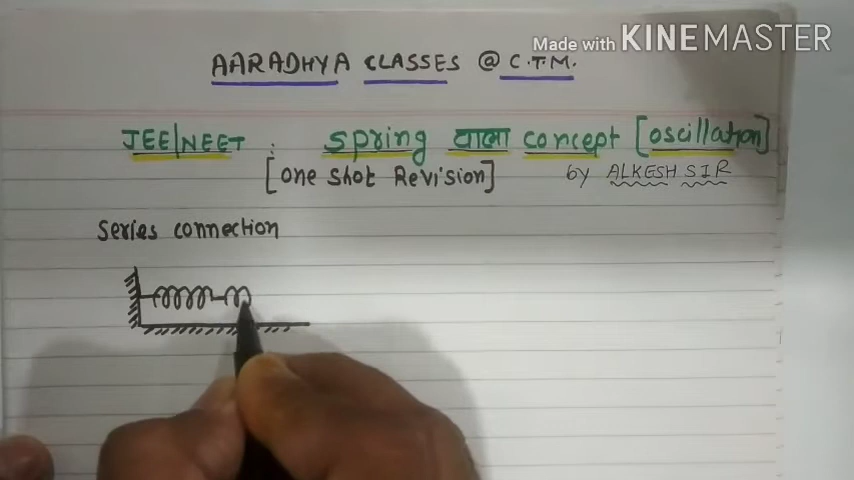 Made with KINEMASTER
AARADHYA CLASSES @ C.T.M.
JEE|NEET : Spring वाला concept [oscillation]
[One Shot Revision] by ALKESH SIR
Series connection